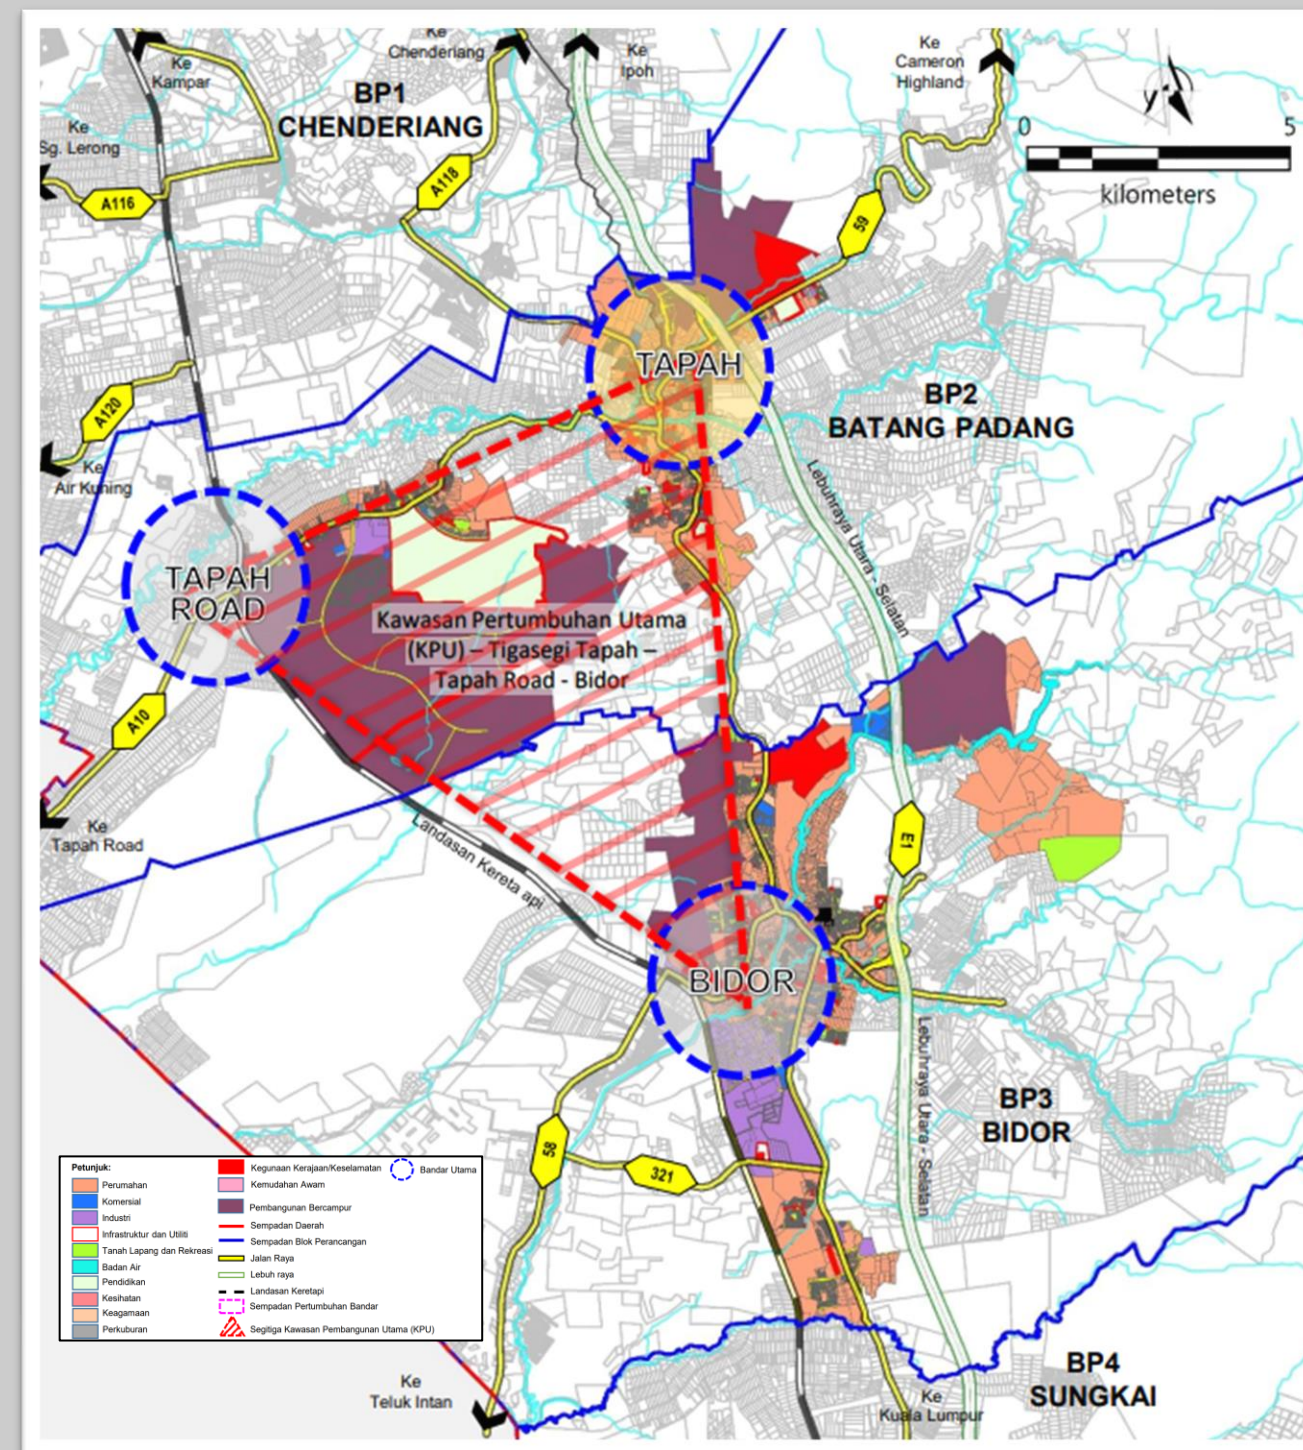 Ke
Chenderiang
Ke
Ipoh
Ke
Cameron
Highland
Ke
Kampar
BP1
CHENDERIANG
y
0 5
kilometers
Ke
Sg. Lerong
A118
A116
59
TAPAH
A120
BP2
BATANG PADANG
Ke
Air Kuning
Lebuhraya Utara - Selatan
TAPAH
ROAD
Kawasan Pertumbuhan Utama
(KPU) – Tigasegi Tapah –
Tapah Road - Bidor
A10
Ke
Tapah Road
Landasan Kereta api
E1
BIDOR
Lebuhraya Utara - Selatan
BP3
BIDOR
58
321
Petunjuk:
Perumahan
Komersial
Industri
Infrastruktur dan Utiliti
Tanah Lapang dan Rekreasi
Badan Air
Pendidikan
Kesihatan
Keagamaan
Perkuburan
Kegunaan Kerajaan/Keselamatan
Kemudahan Awam
Pembangunan Bercampur
Sempadan Daerah
Sempadan Blok Perancangan
Jalan Raya
Lebuh raya
Landasan Keretapi
Sempadan Pertumbuhan Bandar
Segitiga Kawasan Pembangunan Utama (KPU)
Bandar Utama
Ke
Teluk Intan
Ke
Kuala Lumpur
BP4
SUNGKAI